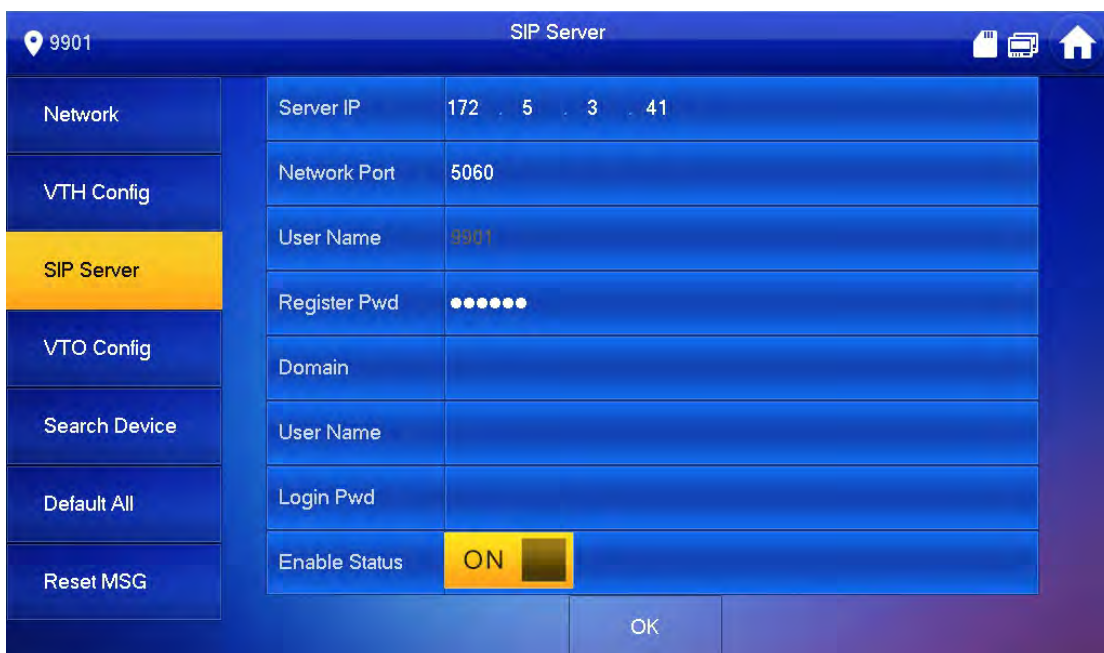 9901
SIP Server
Network
VTH Config
SIP Server
VTO Config
Search Device
Default All
Reset MSG
Server IP 172 . 5 . 3 . 41
Network Port 5060
User Name 9901
Register Pwd ●●●●●●
Domain
User Name
Login Pwd
Enable Status ON
OK